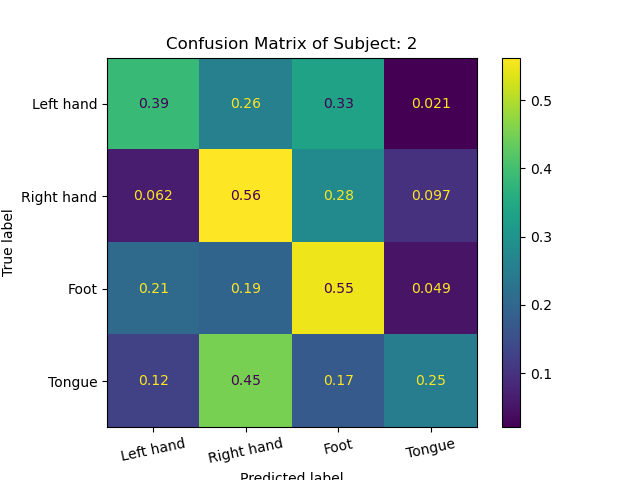 Confusion Matrix of Subject: 2
True label
Left hand 0.39 0.26 0.33 0.021
Right hand 0.062 0.56 0.28 0.097
Foot 0.21 0.19 0.55 0.049
Tongue 0.12 0.45 0.17 0.25
Left hand Right hand Foot Tongue
Predicted label
0.5
0.4
0.3
0.2
0.1